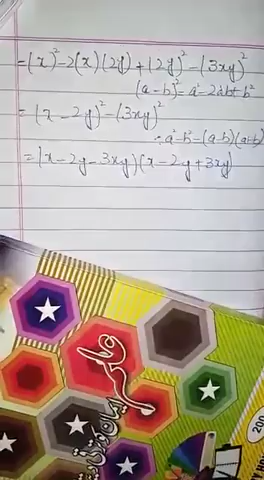 =(x)²-2(x)(2y)+(2y)²-(3xy)²
(a-b)²=a²-2ab+b²
=(x-2y)²-(3xy)²
∵a²-b²=(a-b)(a+b)
=(x-2y-3xy)(x-2y+3xy)
200